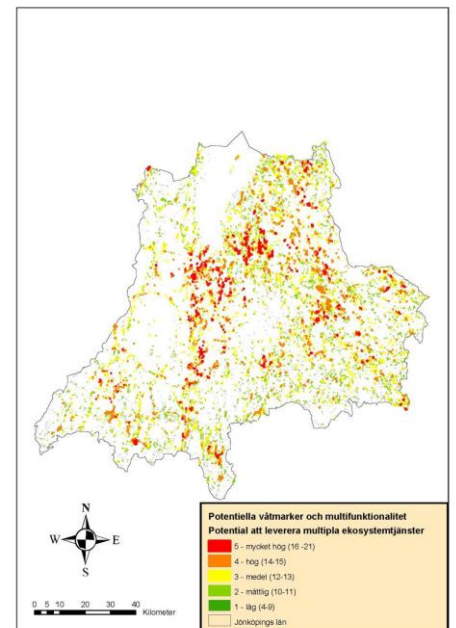 N
W E
S
0 5 10 20 30 40
Kilometer
Potentiella våtmarker och multifunktionalitet
Potential att leverera multipla ekosystemtjänster
5 - mycket hög (16 -21)
4 - hög (14-15)
3 - medel (12-13)
2 - måttlig (10-11)
1 - låg (4-9)
Jönköpings län